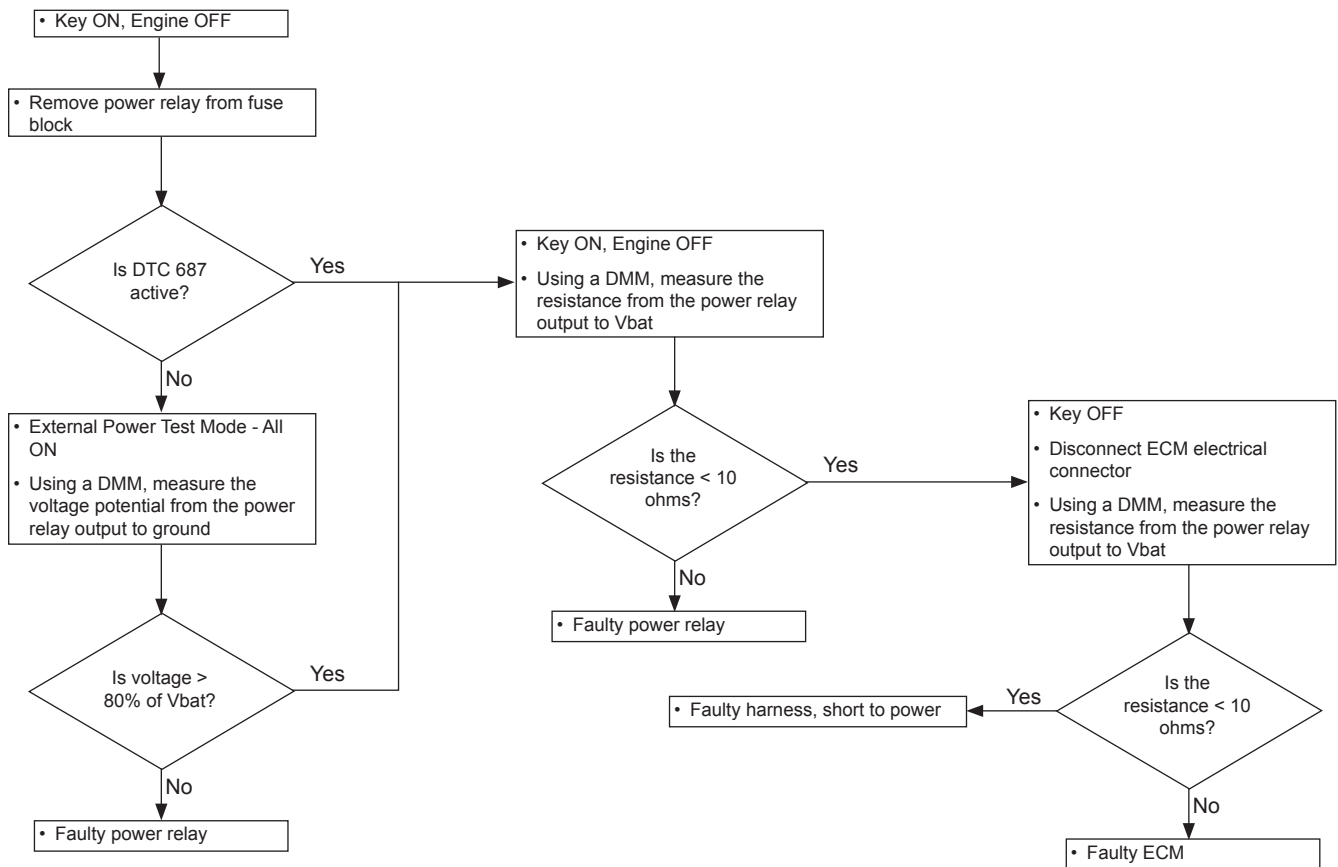 • Key ON, Engine OFF
• Remove power relay from fuse
block
Is DTC 687
active?
Yes
No
• External Power Test Mode - All
ON
• Using a DMM, measure the
voltage potential from the power
relay output to ground
Is voltage >
80% of Vbat?
Yes
No
• Faulty power relay
• Key ON, Engine OFF
• Using a DMM, measure the
resistance from the power relay
output to Vbat
Is the
resistance < 10
ohms?
Yes
No
• Faulty power relay
• Key OFF
• Disconnect ECM electrical
connector
• Using a DMM, measure the
resistance from the power relay
output to Vbat
Is the
resistance < 10
ohms?
Yes
• Faulty harness, short to power
No
• Faulty ECM